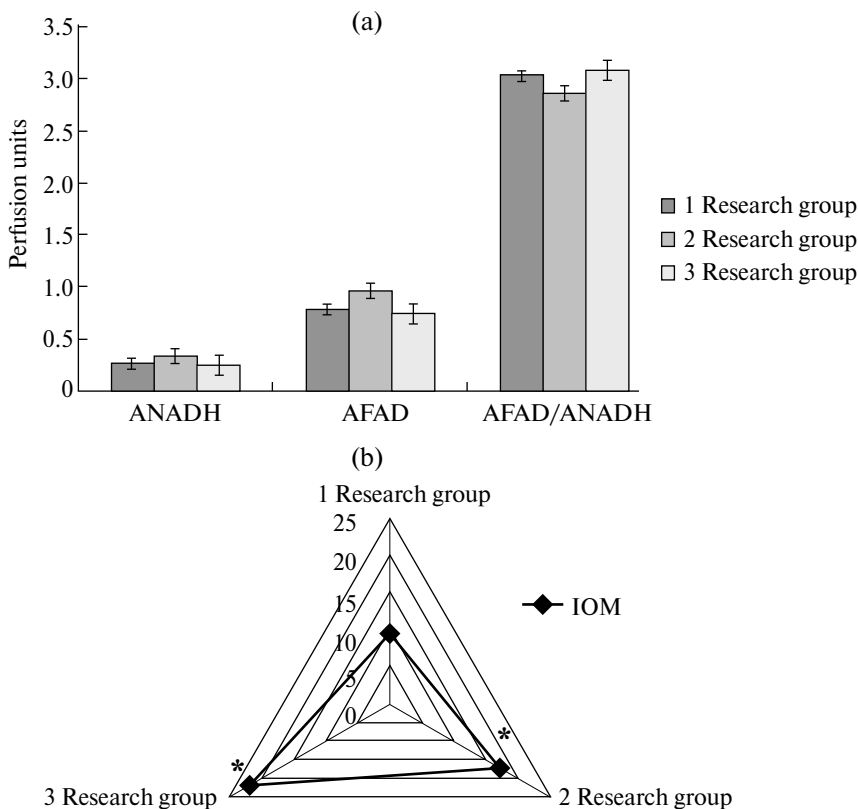 (a)
Perfusion units
3.5
3.0
2.5
2.0
1.5
1.0
0.5
0
ANADH
AFAD
AFAD/ANADH
1 Research group
2 Research group
3 Research group
(b)
1 Research group
25
20
15
10
5
0
IOM
*
*
3 Research group
2 Research group